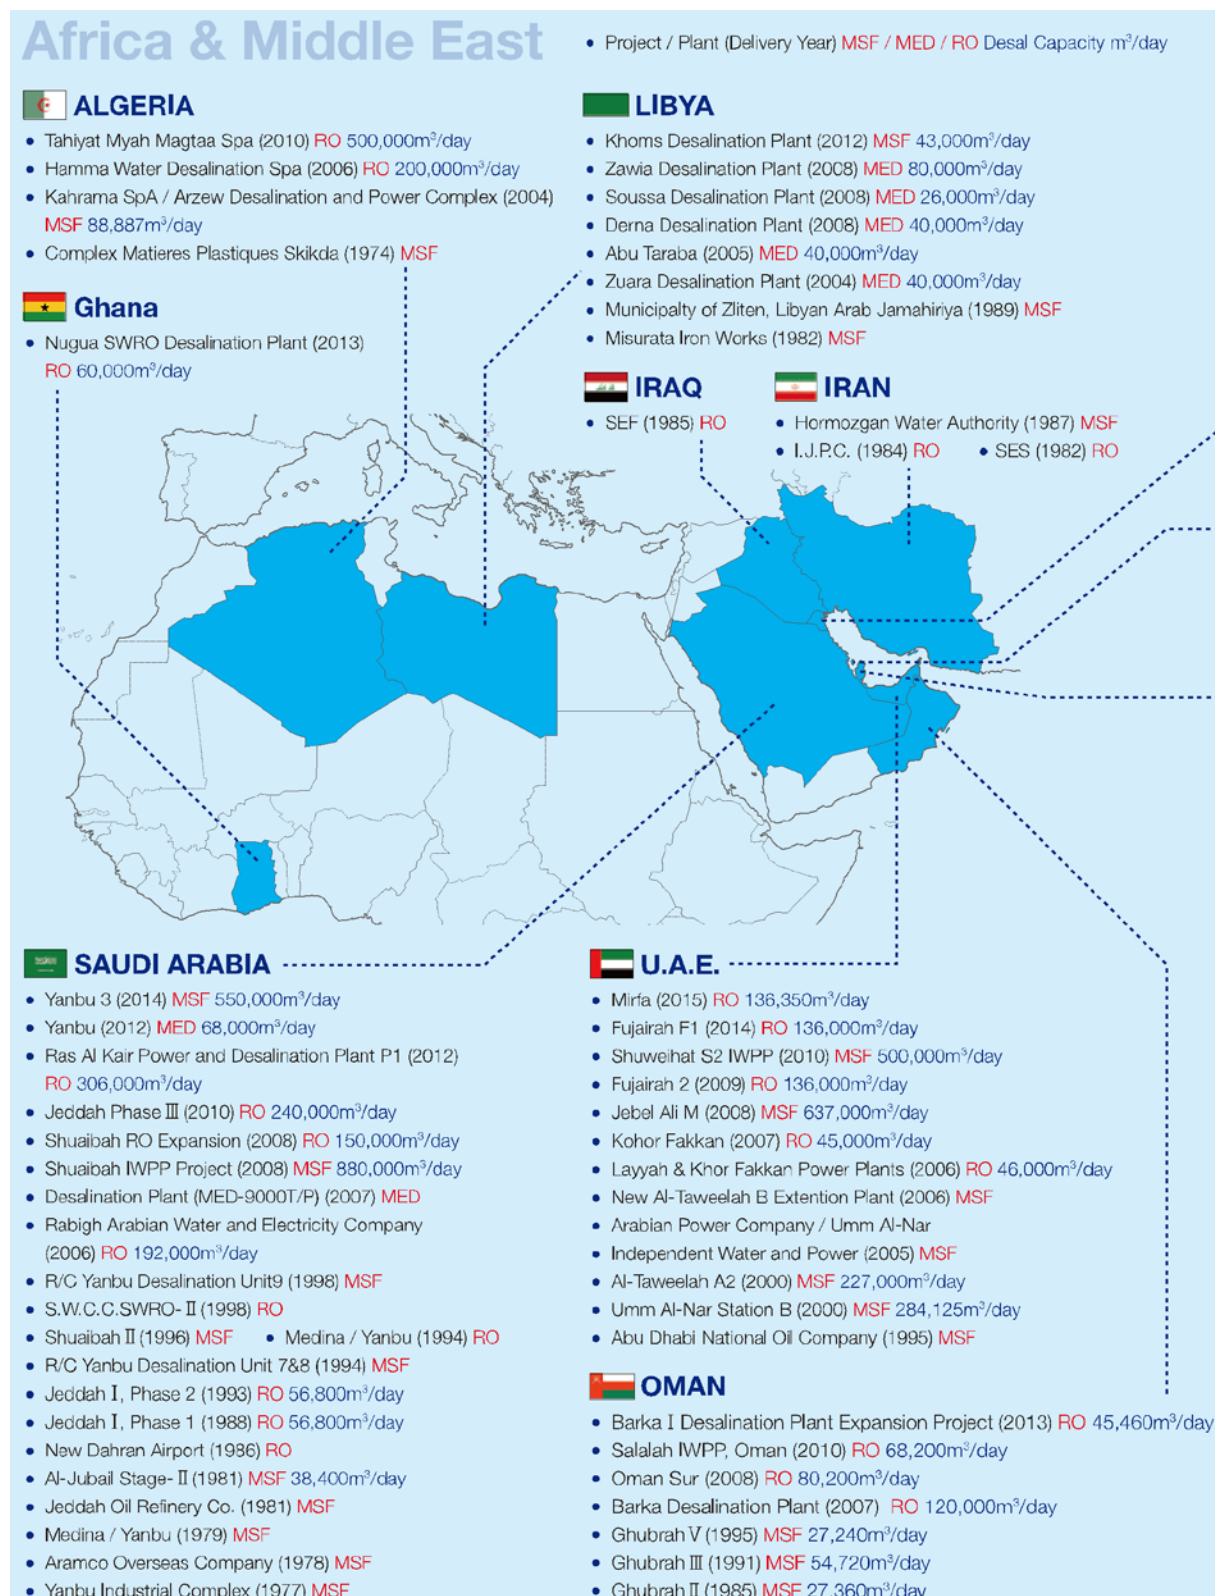 Africa & Middle East
• Project / Plant (Delivery Year) MSF / MED / RO Desal Capacity m³/day
ALGERIA
• Tahiyat Myah Magtaa Spa (2010) RO 500,000m³/day
• Hamma Water Desalination Spa (2006) RO 200,000m³/day
• Kahrama SpA / Arzew Desalination and Power Complex (2004)
MSF 88,887m³/day
• Complex Matieres Plastiques Skikda (1974) MSF
Ghana
• Nugua SWRO Desalination Plant (2013)
RO 60,000m³/day
LIBYA
• Khoms Desalination Plant (2012) MSF 43,000m³/day
• Zawia Desalination Plant (2008) MED 80,000m³/day
• Soussa Desalination Plant (2008) MED 26,000m³/day
• Derna Desalination Plant (2008) MED 40,000m³/day
• Abu Taraba (2005) MED 40,000m³/day
• Zuara Desalination Plant (2004) MED 40,000m³/day
• Municipalty of Zliten, Libyan Arab Jamahiriya (1989) MSF
• Misurata Iron Works (1982) MSF
IRAQ
• SEF (1985) RO
IRAN
• Hormozgan Water Authority (1987) MSF
• I.J.P.C. (1984) RO • SES (1982) RO
SAUDI ARABIA
• Yanbu 3 (2014) MSF 550,000m³/day
• Yanbu (2012) MED 68,000m³/day
• Ras Al Kair Power and Desalination Plant P1 (2012)
RO 306,000m³/day
• Jeddah Phase Ⅲ (2010) RO 240,000m³/day
• Shuaibah RO Expansion (2008) RO 150,000m³/day
• Shuaibah IWPP Project (2008) MSF 880,000m³/day
• Desalination Plant (MED-9000T/P) (2007) MED
• Rabigh Arabian Water and Electricity Company
(2006) RO 192,000m³/day
• R/C Yanbu Desalination Unit9 (1998) MSF
• S.W.C.C.SWRO-Ⅱ (1998) RO
• Shuaibah Ⅱ (1996) MSF • Medina / Yanbu (1994) RO
• R/C Yanbu Desalination Unit 7&8 (1994) MSF
• Jeddah Ⅰ, Phase 2 (1993) RO 56,800m³/day
• Jeddah Ⅰ, Phase 1 (1988) RO 56,800m³/day
• New Dahran Airport (1986) RO
• Al-Jubail Stage-Ⅱ (1981) MSF 38,400m³/day
• Jeddah Oil Refinery Co. (1981) MSF
• Medina / Yanbu (1979) MSF
• Aramco Overseas Company (1978) MSF
• Yanbu Industrial Complex (1977) MSF
U.A.E.
• Mirfa (2015) RO 136,350m³/day
• Fujairah F1 (2014) RO 136,000m³/day
• Shuweihat S2 IWPP (2010) MSF 500,000m³/day
• Fujairah 2 (2009) RO 136,000m³/day
• Jebel Ali M (2008) MSF 637,000m³/day
• Kohor Fakkan (2007) RO 45,000m³/day
• Layyah & Khor Fakkan Power Plants (2006) RO 46,000m³/day
• New Al-Taweelah B Extention Plant (2006) MSF
• Arabian Power Company / Umm Al-Nar
• Independent Water and Power (2005) MSF
• Al-Taweelah A2 (2000) MSF 227,000m³/day
• Umm Al-Nar Station B (2000) MSF 284,125m³/day
• Abu Dhabi National Oil Company (1995) MSF
OMAN
• Barka Ⅰ Desalination Plant Expansion Project (2013) RO 45,460m³/day
• Salalah IWPP, Oman (2010) RO 68,200m³/day
• Oman Sur (2008) RO 80,200m³/day
• Barka Desalination Plant (2007) RO 120,000m³/day
• Ghubrah Ⅴ (1995) MSF 27,240m³/day
• Ghubrah Ⅲ (1991) MSF 54,720m³/day
• Ghubrah Ⅱ (1985) MSF 27,360m³/day